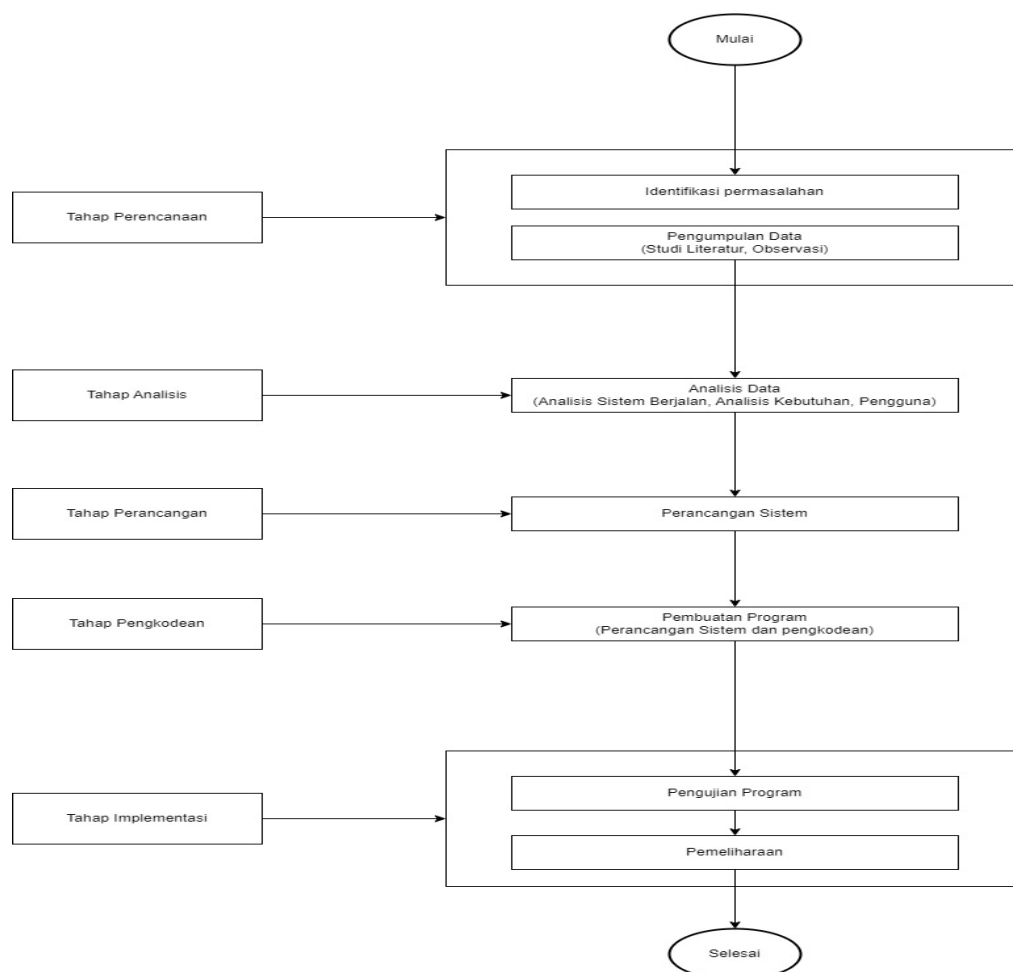 Mulai
Tahap Perencanaan
Identifikasi permasalahan
Pengumpulan Data
(Studi Literatur, Observasi)
Tahap Analisis
Analisis Data
(Analisis Sistem Berjalan, Analisis Kebutuhan, Pengguna)
Tahap Perancangan
Perancangan Sistem
Tahap Pengkodean
Pembuatan Program
(Perancangan Sistem dan pengkodean)
Tahap Implementasi
Pengujian Program
Pemeliharaan
Selesai